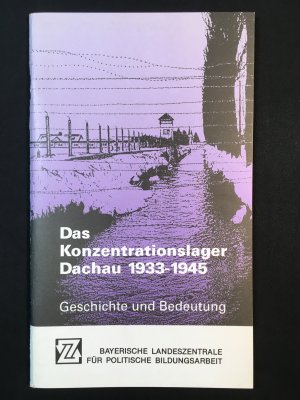 Das
Konzentrationslager
Dachau 1933-1945
Geschichte und Bedeutung
BAYERISCHE LANDESZENTRALE
FÜR POLITISCHE BILDUNGSARBEIT